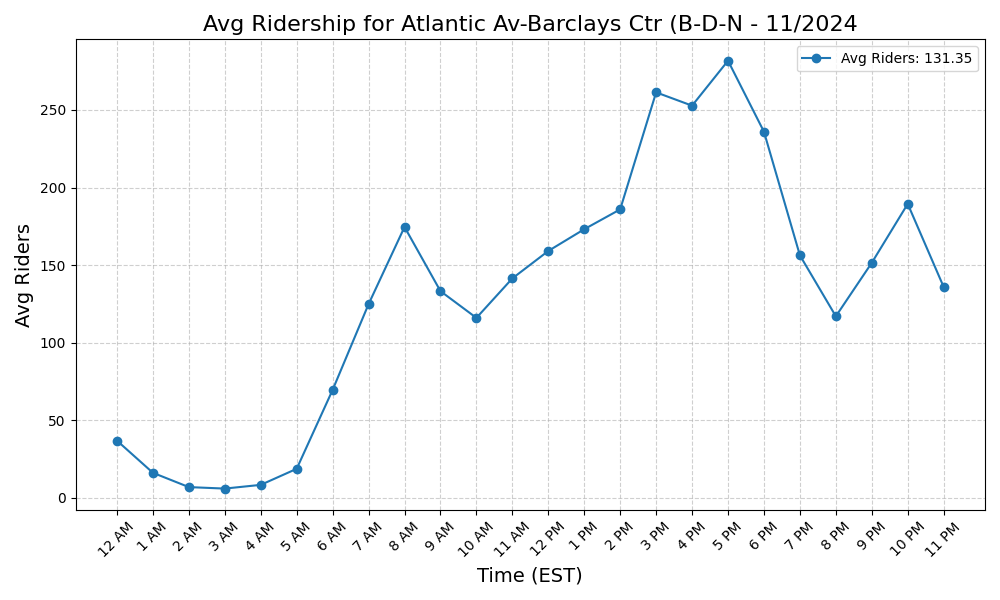 Avg Ridership for Atlantic Av-Barclays Ctr (B-D-N - 11/2024
Avg Riders: 131.35
Avg Riders
250
200
150
100
50
0
12 AM
1 AM
2 AM
3 AM
4 AM
5 AM
6 AM
7 AM
8 AM
9 AM
10 AM
11 AM
12 PM
1 PM
2 PM
3 PM
4 PM
5 PM
6 PM
7 PM
8 PM
9 PM
10 PM
11 PM
Time (EST)